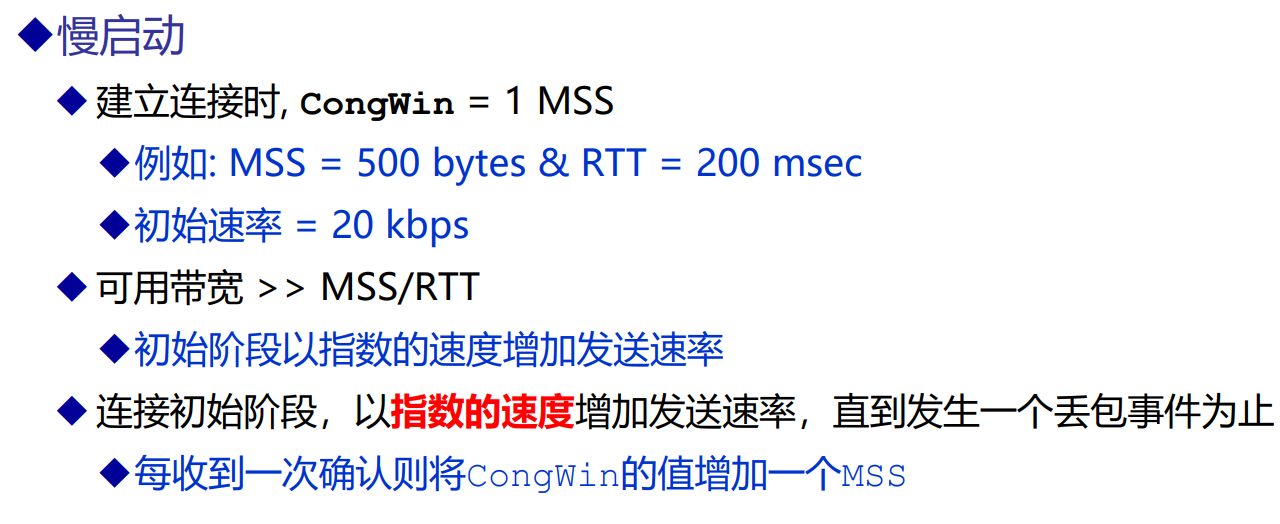 ◆慢启动
◆建立连接时, CongWin = 1 MSS
◆例如: MSS = 500 bytes & RTT = 200 msec
◆初始速率 = 20 kbps
◆可用带宽 >> MSS/RTT
◆初始阶段以指数的速度增加发送速率
◆连接初始阶段，以指数的速度增加发送速率，直到发生一个丢包事件为止
◆每收到一次确认则将CongWin的值增加一个MSS